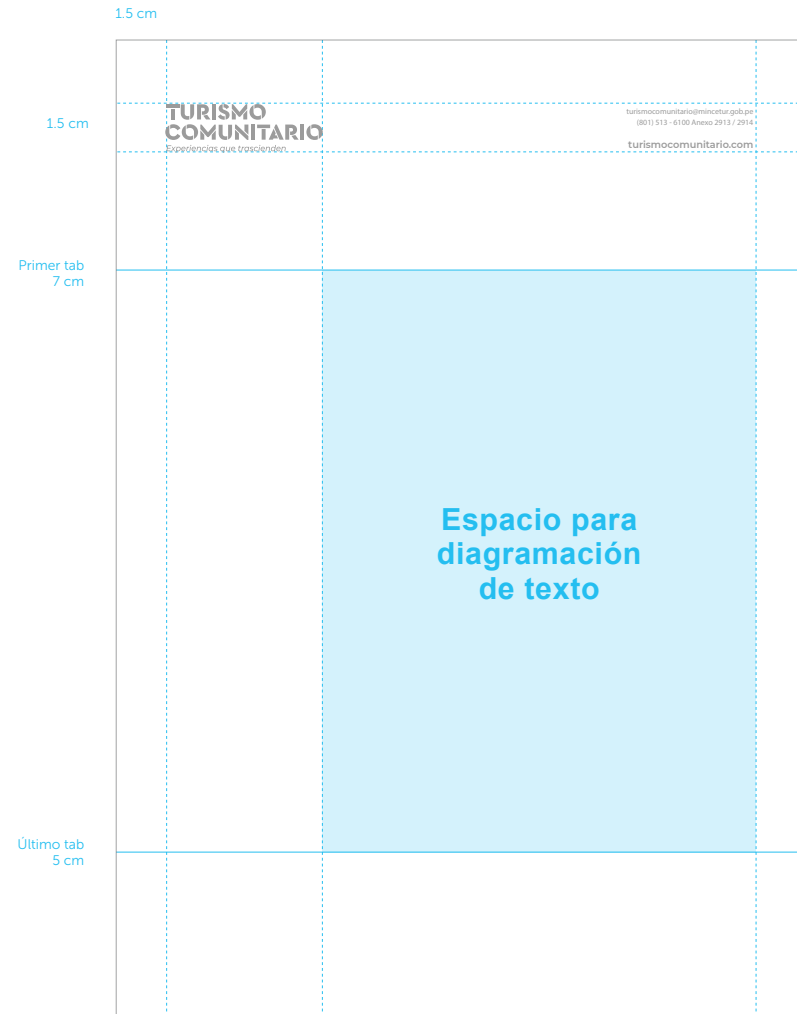 1.5 cm
1.5 cm
TURISMO
COMUNITARIO
Experiencias que trascienden
turismocomunitario@mincetur.gob.pe
(801) 513 - 6100 Anexo 2913 / 2914
turismocomunitario.com
Primer tab
7 cm
Espacio para
diagramación
de texto
Último tab
5 cm